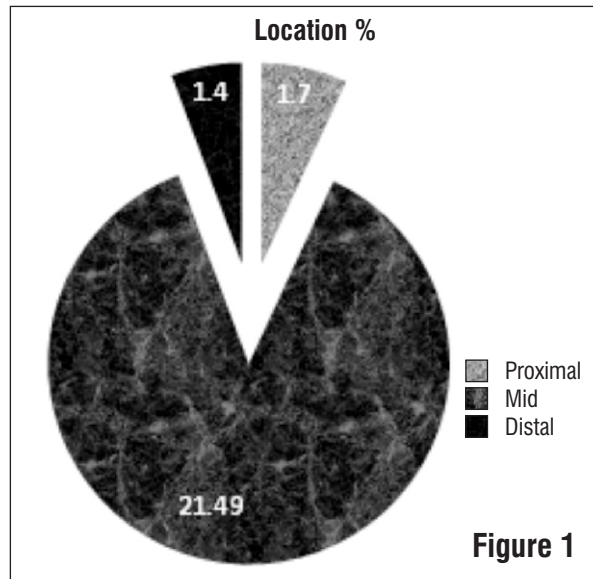 Location %
1.4
1.7
21.49
Proximal
Mid
Distal
Figure 1